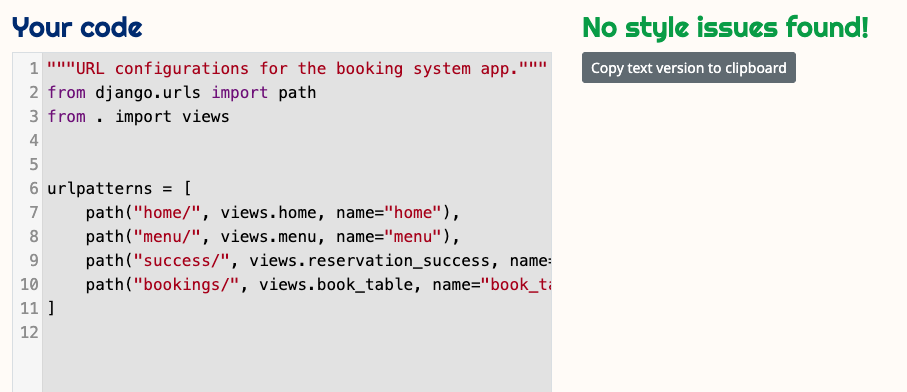 Your code
No style issues found!
Copy text version to clipboard
1 """URL configurations for the booking system app."""
2 from django.urls import path
3 from . import views
4
5
6 urlpatterns = [
7     path("home/", views.home, name="home"),
8     path("menu/", views.menu, name="menu"),
9     path("success/", views.reservation_success, name=
10     path("bookings/", views.book_table, name="book_ta
11 ]
12